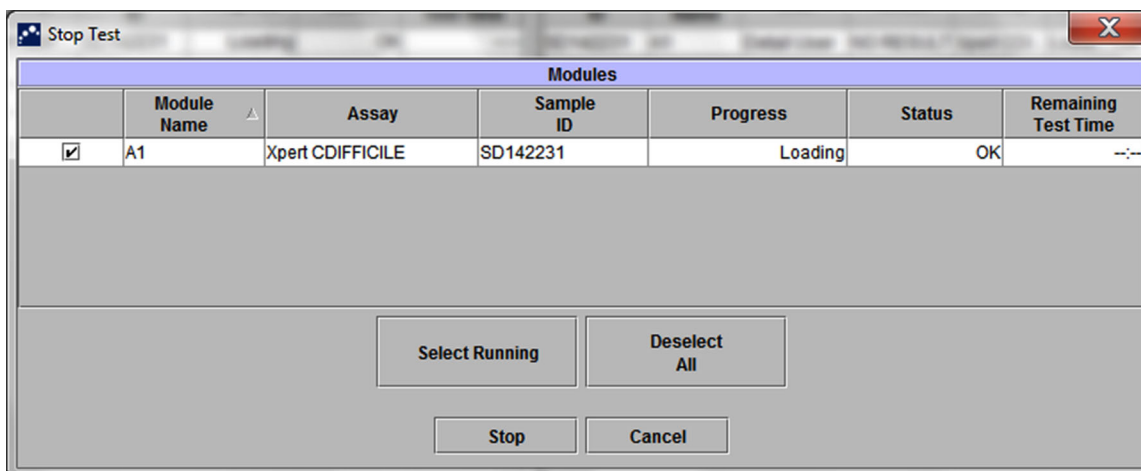 Stop Test
Modules
Module Name Assay Sample ID Progress Status Remaining Test Time
A1 Xpert CDIFFICILE SD142231 Loading OK --:--
Select Running Deselect All
Stop Cancel